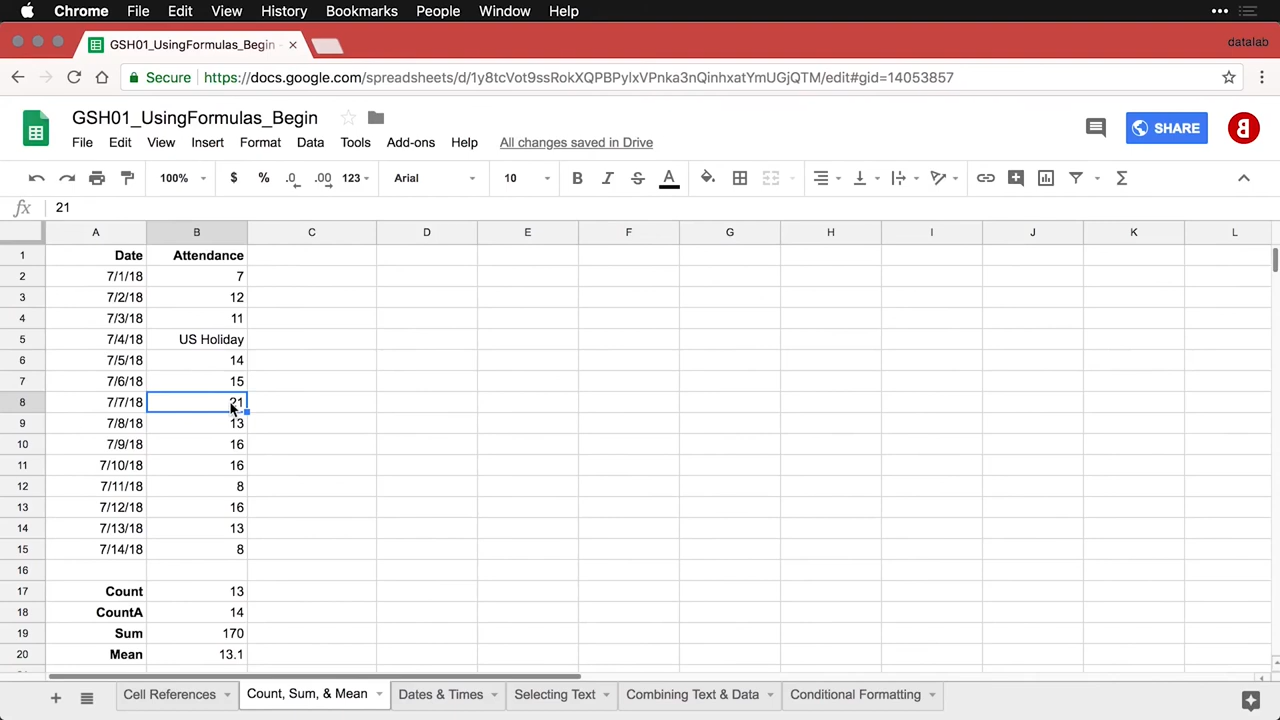 Chrome File Edit View History Bookmarks People Window Help
GSH01_UsingFormulas_Begin - × datalab
Secure https://docs.google.com/spreadsheets/d/1y8tcVot9ssRokXQPBPylxVPnka3nQinhxatYmUGjQTM/edit#gid=14053857
GSH01_UsingFormulas_Begin
File Edit View Insert Format Data Tools Add-ons Help All changes saved in Drive SHARE
100% $ % .0 .00 123 Arial 10 B I S A Σ
fx 21
A B C D E F G H I J K L
1 Date Attendance
2 7/1/18 7
3 7/2/18 12
4 7/3/18 11
5 7/4/18 US Holiday
6 7/5/18 14
7 7/6/18 15
8 7/7/18 21
9 7/8/18 13
10 7/9/18 16
11 7/10/18 16
12 7/11/18 8
13 7/12/18 16
14 7/13/18 13
15 7/14/18 8
16
17 Count 13
18 CountA 14
19 Sum 170
20 Mean 13.1
+ Cell References Count, Sum, & Mean Dates & Times Selecting Text Combining Text & Data Conditional Formatting